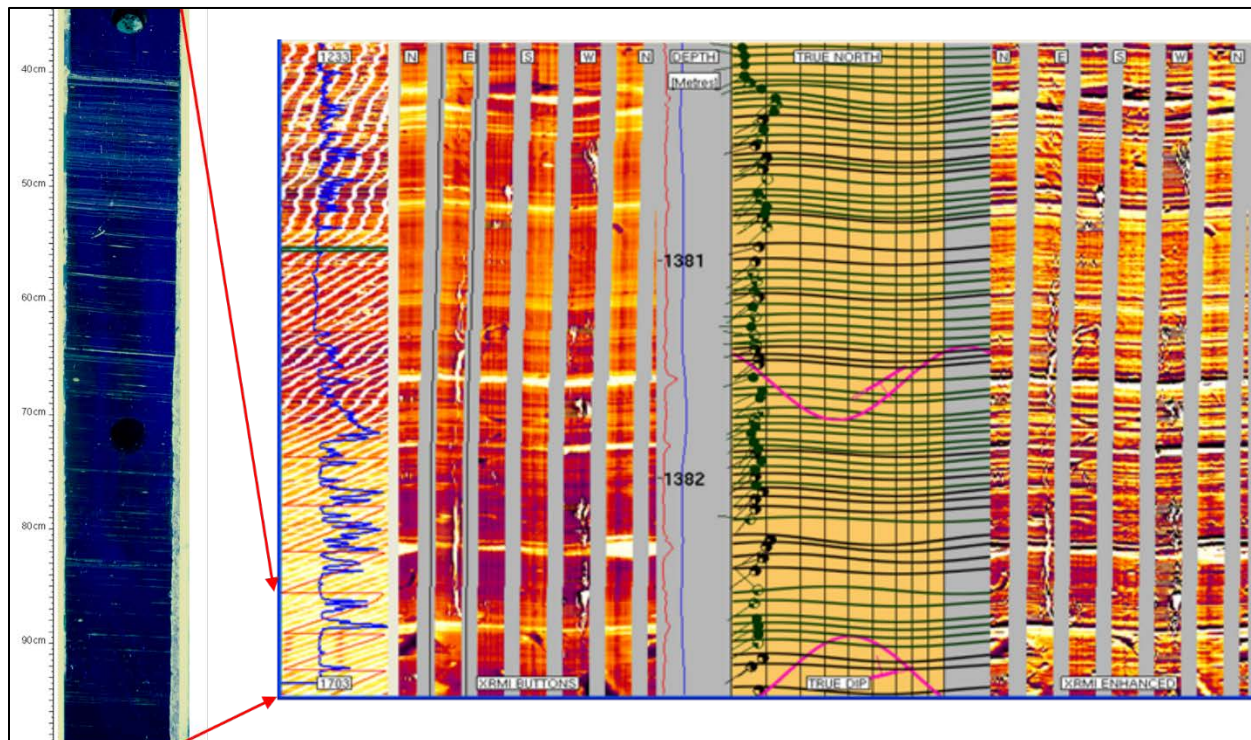 40cm
50cm
60cm
70cm
80cm
90cm
1233
N E S W N
DEPTH
[Metres]
TRUE NORTH
N E S W N
1381
1382
1703
XRMI BUTTONS
TRUE DIP
XRMI ENHANCED